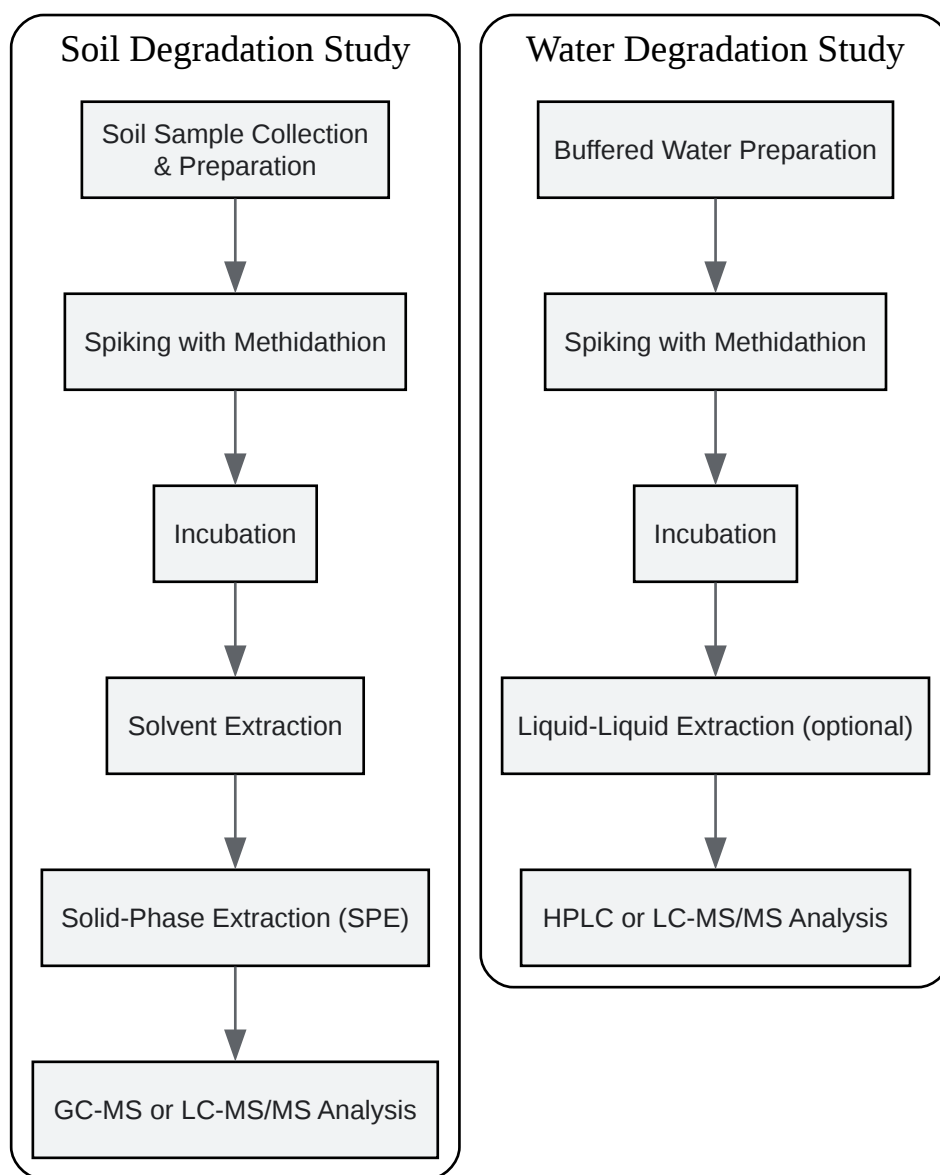 Soil Degradation Study
Soil Sample Collection
& Preparation
Spiking with Methidathion
Incubation
Solvent Extraction
Solid-Phase Extraction (SPE)
GC-MS or LC-MS/MS Analysis
Water Degradation Study
Buffered Water Preparation
Spiking with Methidathion
Incubation
Liquid-Liquid Extraction (optional)
HPLC or LC-MS/MS Analysis